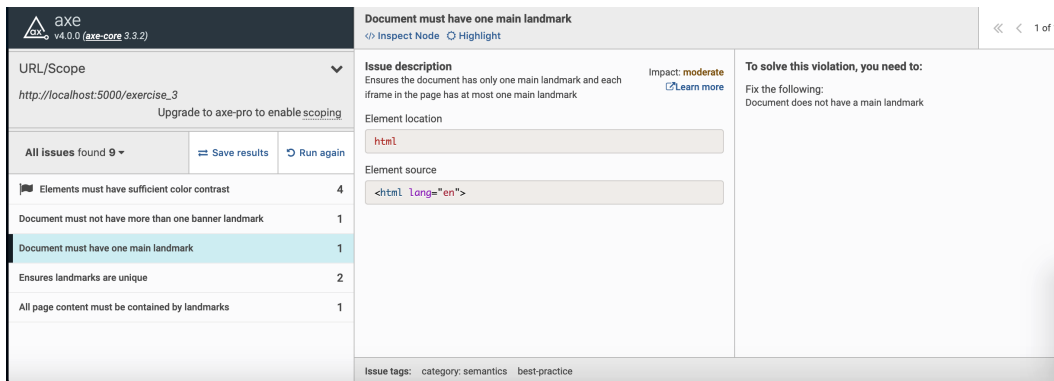 axe
v4.0.0 (axe-core 3.3.2)
URL/Scope
http://localhost:5000/exercise_3
Upgrade to axe-pro to enable scoping
All issues found 9
Save results
Run again
Elements must have sufficient color contrast 4
Document must not have more than one banner landmark 1
Document must have one main landmark 1
Ensures landmarks are unique 2
All page content must be contained by landmarks 1
Document must have one main landmark
</> Inspect Node Highlight
1 of
Issue description
Ensures the document has only one main landmark and each
iframe in the page has at most one main landmark
Impact: moderate
Learn more
Element location
html
Element source
<html lang="en">
To solve this violation, you need to:
Fix the following:
Document does not have a main landmark
Issue tags: category: semantics best-practice